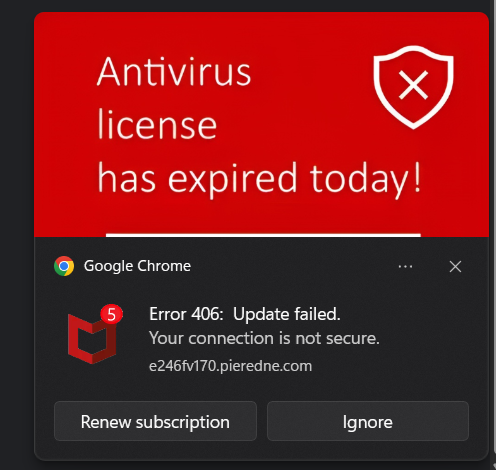 Antivirus
license
has expired today!
Google Chrome
5
Error 406: Update failed.
Your connection is not secure.
e246fv170.pieredne.com
Renew subscription
Ignore